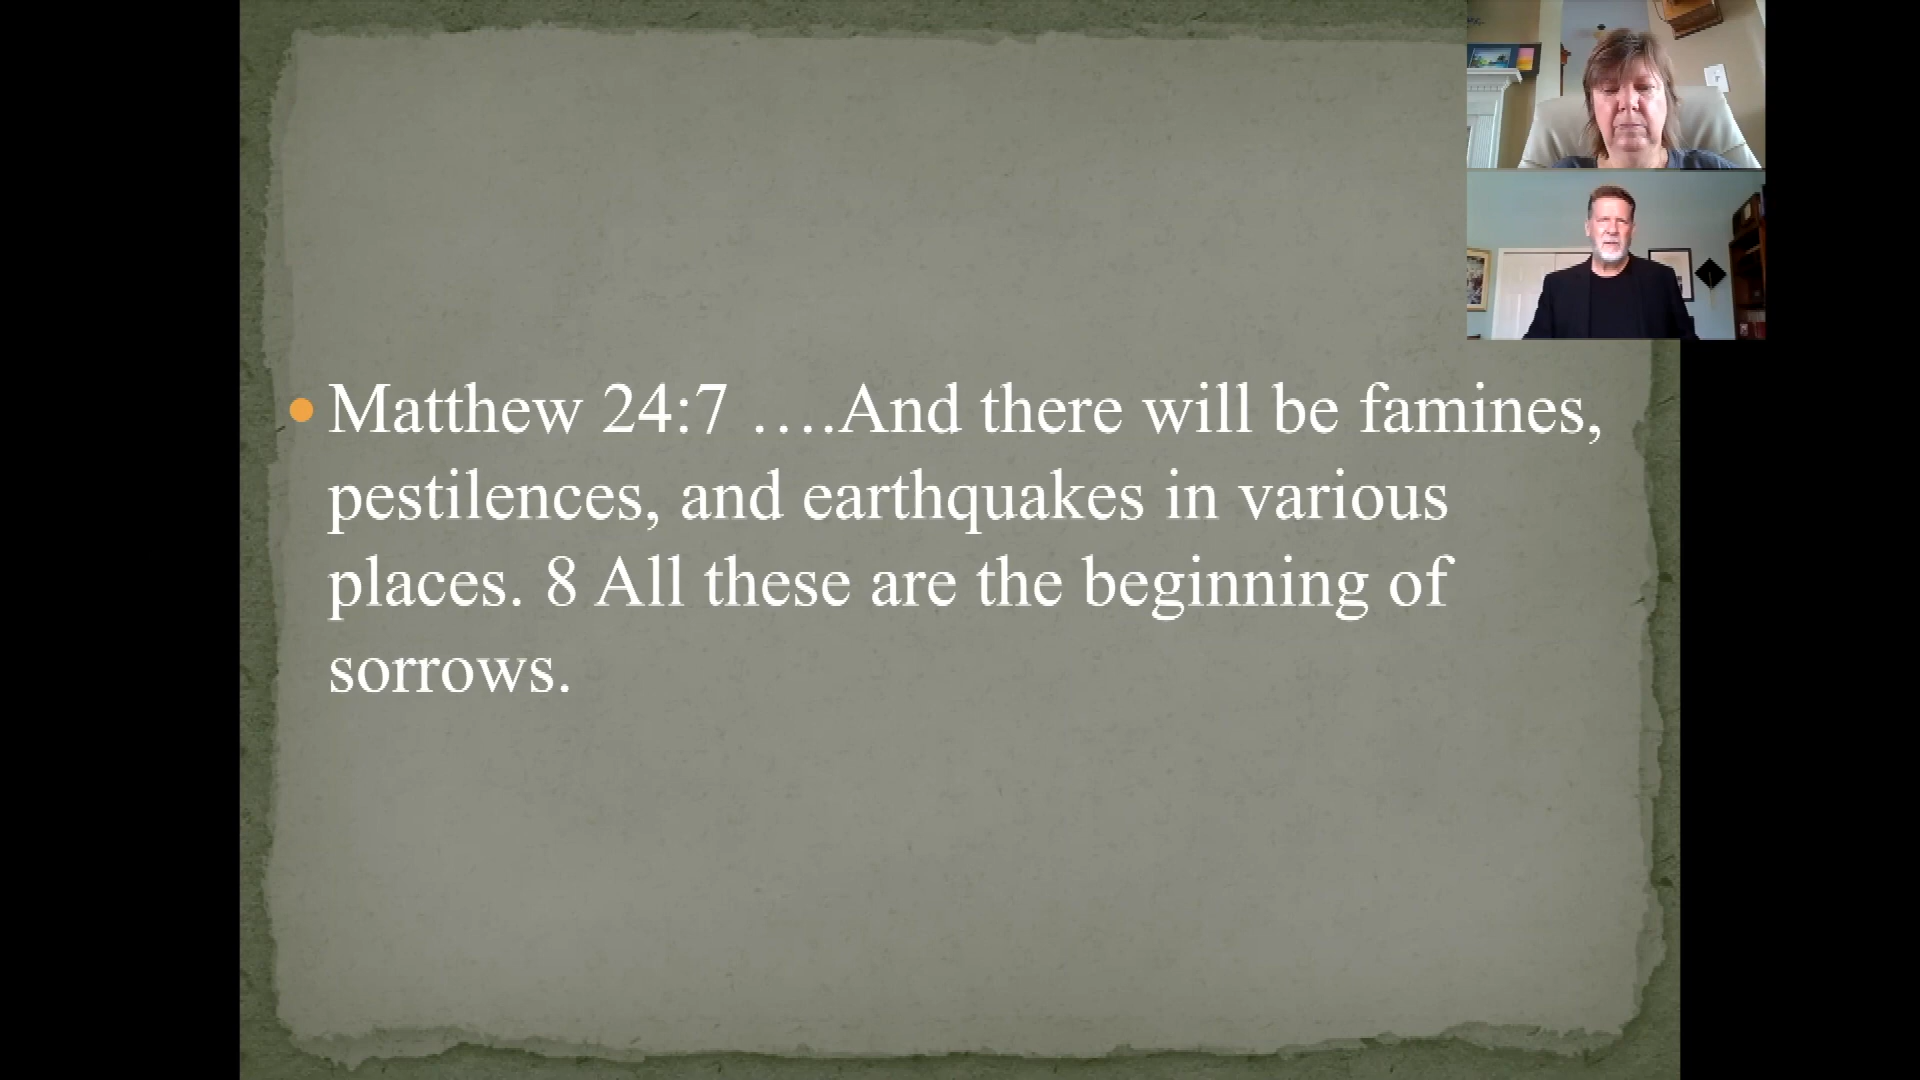 Matthew 24:7 ….And there will be famines,
pestilences, and earthquakes in various
places. 8 All these are the beginning of
sorrows.